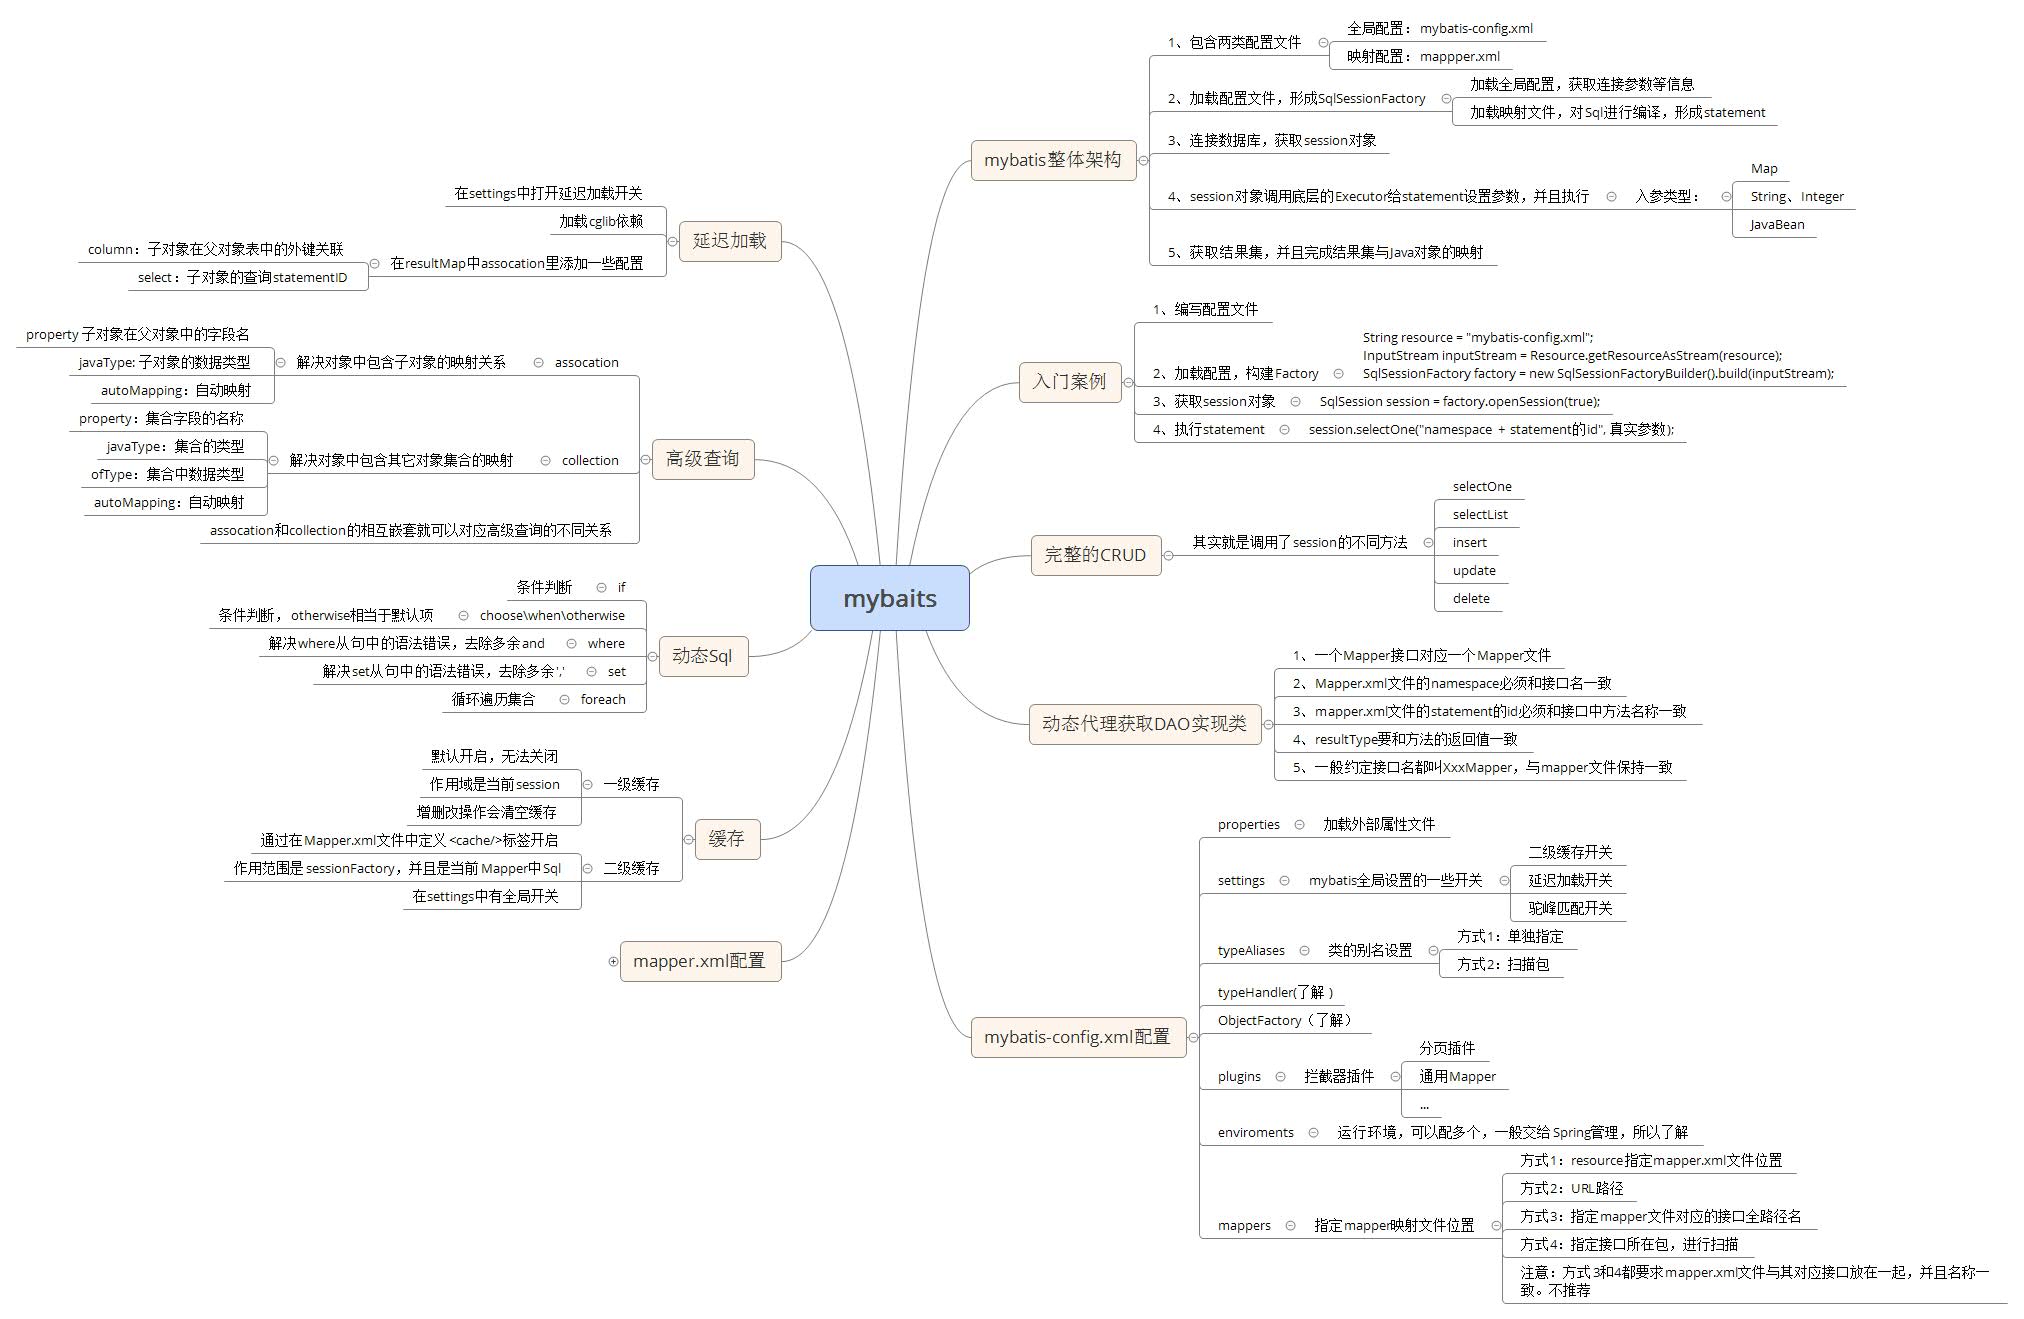 mybaits
mybatis整体架构
1、包含两类配置文件
全局配置：mybatis-config.xml
映射配置：mappper.xml
2、加载配置文件，形成SqlSessionFactory
加载全局配置，获取连接参数等信息
加载映射文件，对Sql进行编译，形成statement
3、连接数据库，获取session对象
4、session对象调用底层的Executor给statement设置参数，并且执行
入参类型：
Map
String、Integer
JavaBean
5、获取结果集，并且完成结果集与Java对象的映射
入门案例
1、编写配置文件
2、加载配置，构建Factory
String resource = "mybatis-config.xml";
InputStream inputStream = Resource.getResourceAsStream(resource);
SqlSessionFactory factory = new SqlSessionFactoryBuilder().build(inputStream);
3、获取session对象
SqlSession session = factory.openSession(true);
4、执行statement
session.selectOne("namespace + statement的id", 真实参数);
完整的CRUD
其实就是调用了session的不同方法
selectOne
selectList
insert
update
delete
动态代理获取DAO实现类
1、一个Mapper接口对应一个Mapper文件
2、Mapper.xml文件的namespace必须和接口名一致
3、mapper.xml文件的statement的id必须和接口中方法名称一致
4、resultType要和方法的返回值一致
5、一般约定接口名都叫XxxMapper，与mapper文件保持一致
mybatis-config.xml配置
properties
加载外部属性文件
settings
mybatis全局设置的一些开关
二级缓存开关
延迟加载开关
驼峰匹配开关
typeAliases
类的别名设置
方式1：单独指定
方式2：扫描包
typeHandler(了解 )
ObjectFactory（了解）
plugins
拦截器插件
分页插件
通用Mapper
...
enviroments
运行环境，可以配多个，一般交给Spring管理，所以了解
mappers
指定mapper映射文件位置
方式1：resource指定mapper.xml文件位置
方式2：URL路径
方式3：指定mapper文件对应的接口全路径名
方式4：指定接口所在包，进行扫描
注意：方式3和4都要求mapper.xml文件与其对应接口放在一起，并且名称一
致。不推荐
延迟加载
在settings中打开延迟加载开关
加载cglib依赖
在resultMap中assocation里添加一些配置
column：子对象在父对象表中的外键关联
select：子对象的查询statementID
高级查询
assocation
解决对象中包含子对象的映射关系
property 子对象在父对象中的字段名
javaType: 子对象的数据类型
autoMapping：自动映射
collection
解决对象中包含其它对象集合的映射
property：集合字段的名称
javaType：集合的类型
ofType：集合中数据类型
autoMapping：自动映射
assocation和collection的相互嵌套就可以对应高级查询的不同关系
动态Sql
if
条件判断
choose\when\otherwise
条件判断，otherwise相当于默认项
where
解决where从句中的语法错误，去除多余and
set
解决set从句中的语法错误，去除多余','
foreach
循环遍历集合
缓存
一级缓存
默认开启，无法关闭
作用域是当前session
增删改操作会清空缓存
二级缓存
通过在Mapper.xml文件中定义<cache/>标签开启
作用范围是sessionFactory，并且是当前Mapper中Sql
在settings中有全局开关
mapper.xml配置